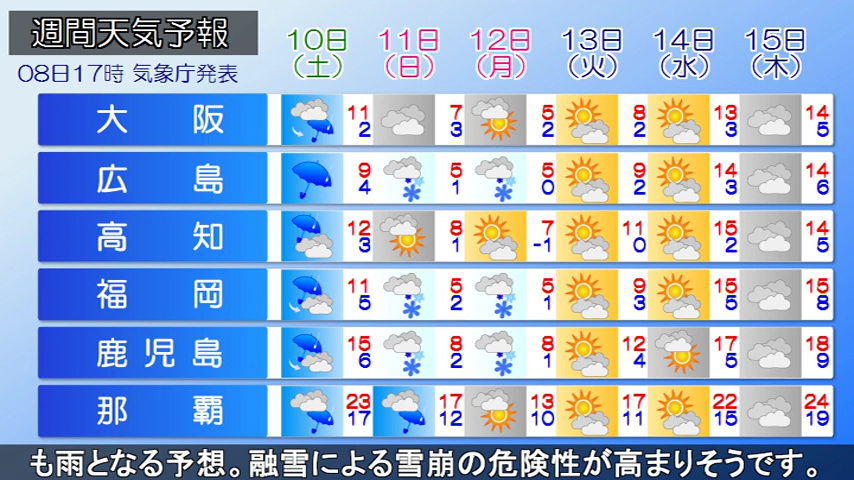 週間天気予報
08日17時 気象庁発表
10日 11日 12日 13日 14日 15日
(土) (日) (月) (火) (水) (木)
大阪 11 2 7 3 5 2 8 2 13 3 14 5
広島 9 4 5 1 5 0 9 2 14 3 14 6
高知 12 3 8 1 7 -1 11 0 15 2 14 5
福岡 11 5 5 2 5 1 9 3 15 5 15 8
鹿児島 15 6 8 2 8 1 12 4 17 5 18 9
那覇 23 17 17 12 13 10 17 11 22 15 24 19
も雨となる予想。融雪による雪崩の危険性が高まりそうです。